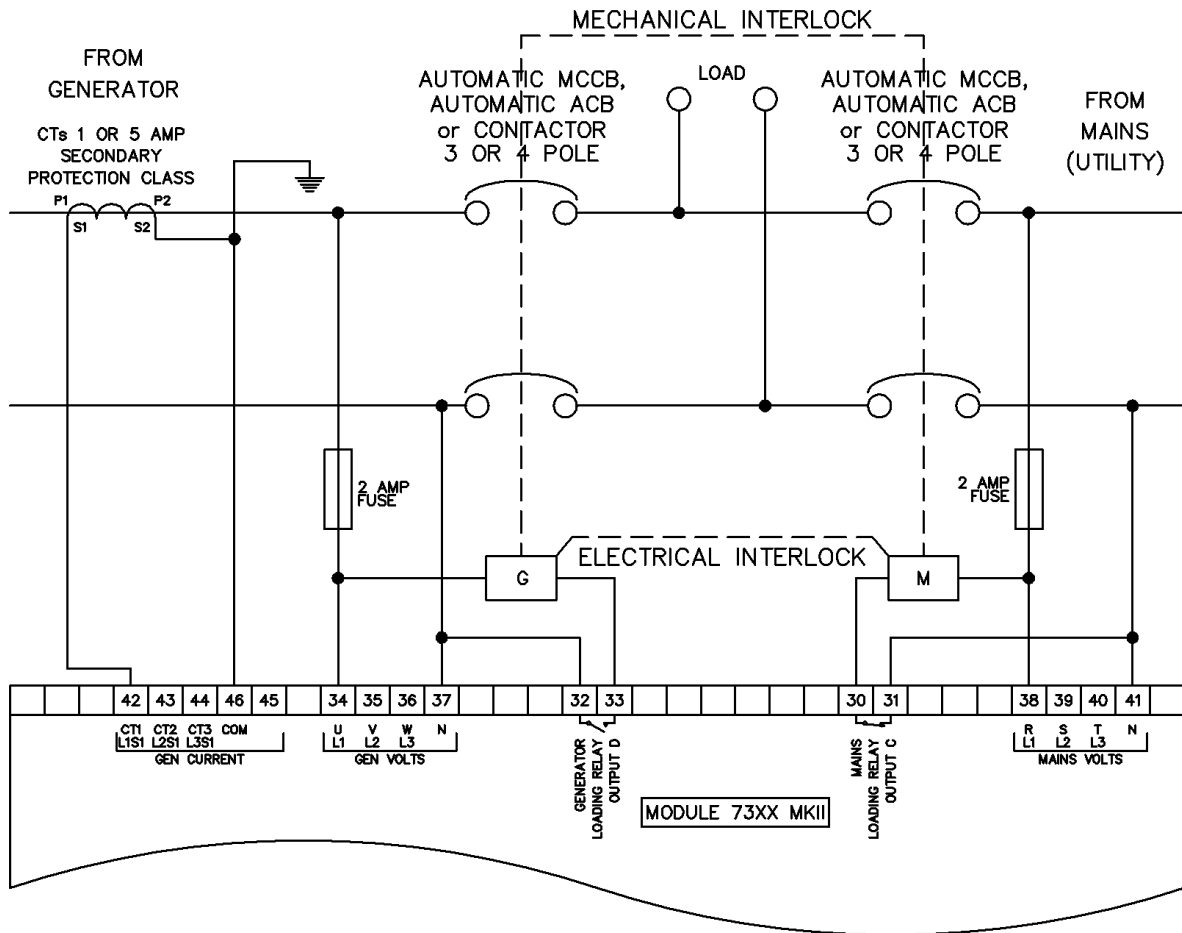 MECHANICAL INTERLOCK
FROM
GENERATOR
CTs 1 OR 5 AMP
SECONDARY
PROTECTION CLASS
P1
P2
S1
S2
AUTOMATIC MCCB,
AUTOMATIC ACB
or CONTACTOR
3 OR 4 POLE
LOAD
AUTOMATIC MCCB,
AUTOMATIC ACB
or CONTACTOR
3 OR 4 POLE
FROM
MAINS
(UTILITY)
2 AMP
FUSE
2 AMP
FUSE
ELECTRICAL INTERLOCK
G
M
42 43 44 46 45 34 35 36 37 32 33 30 31 38 39 40 41
CT1 CT2 CT3 COM
L1S1 L2S1 L3S1
GEN CURRENT
U V W N
L1 L2 L3
GEN VOLTS
GENERATOR
LOADING RELAY
OUTPUT D
MAINS
LOADING RELAY
OUTPUT C
R S T N
L1 L2 L3
MAINS VOLTS
MODULE 73XX MKII